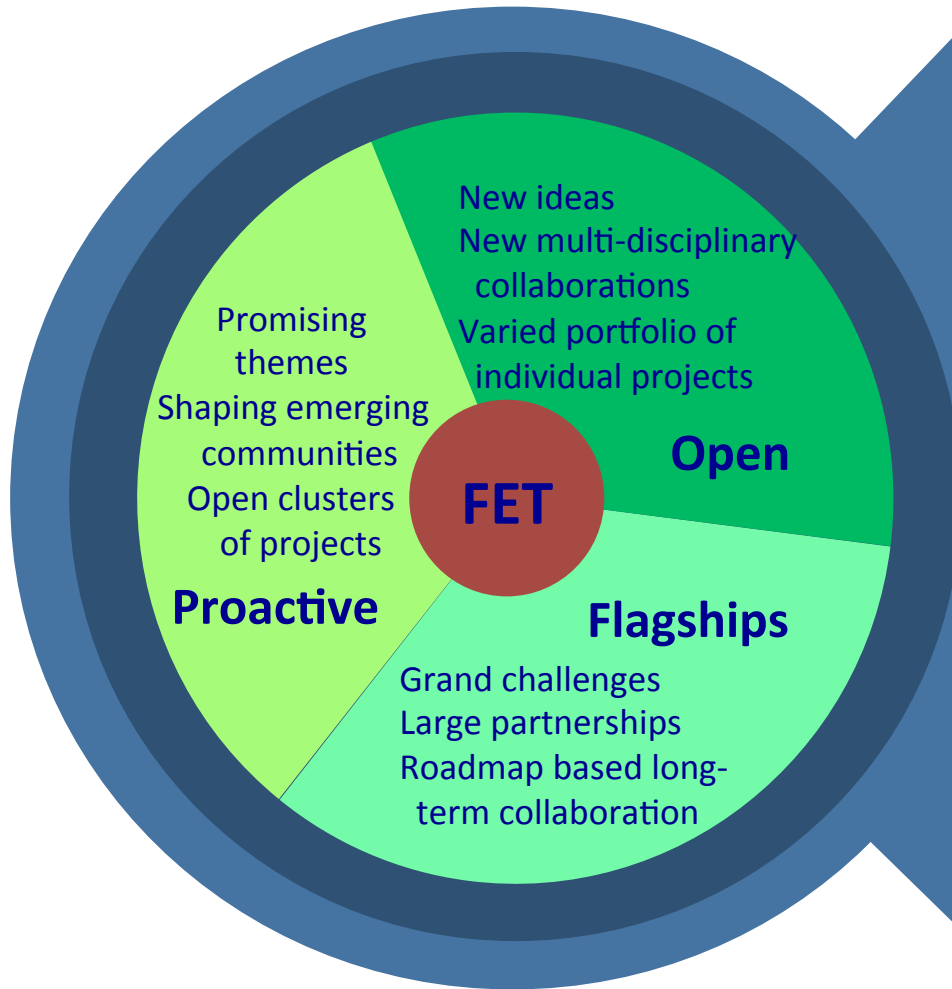 New ideas
New multi-disciplinary
collaborations
Varied portfolio of
individual projects
Open
Promising
themes
Shaping emerging
communities
Open clusters
of projects
Proactive
FET
Flagships
Grand challenges
Large partnerships
Roadmap based long-
term collaboration